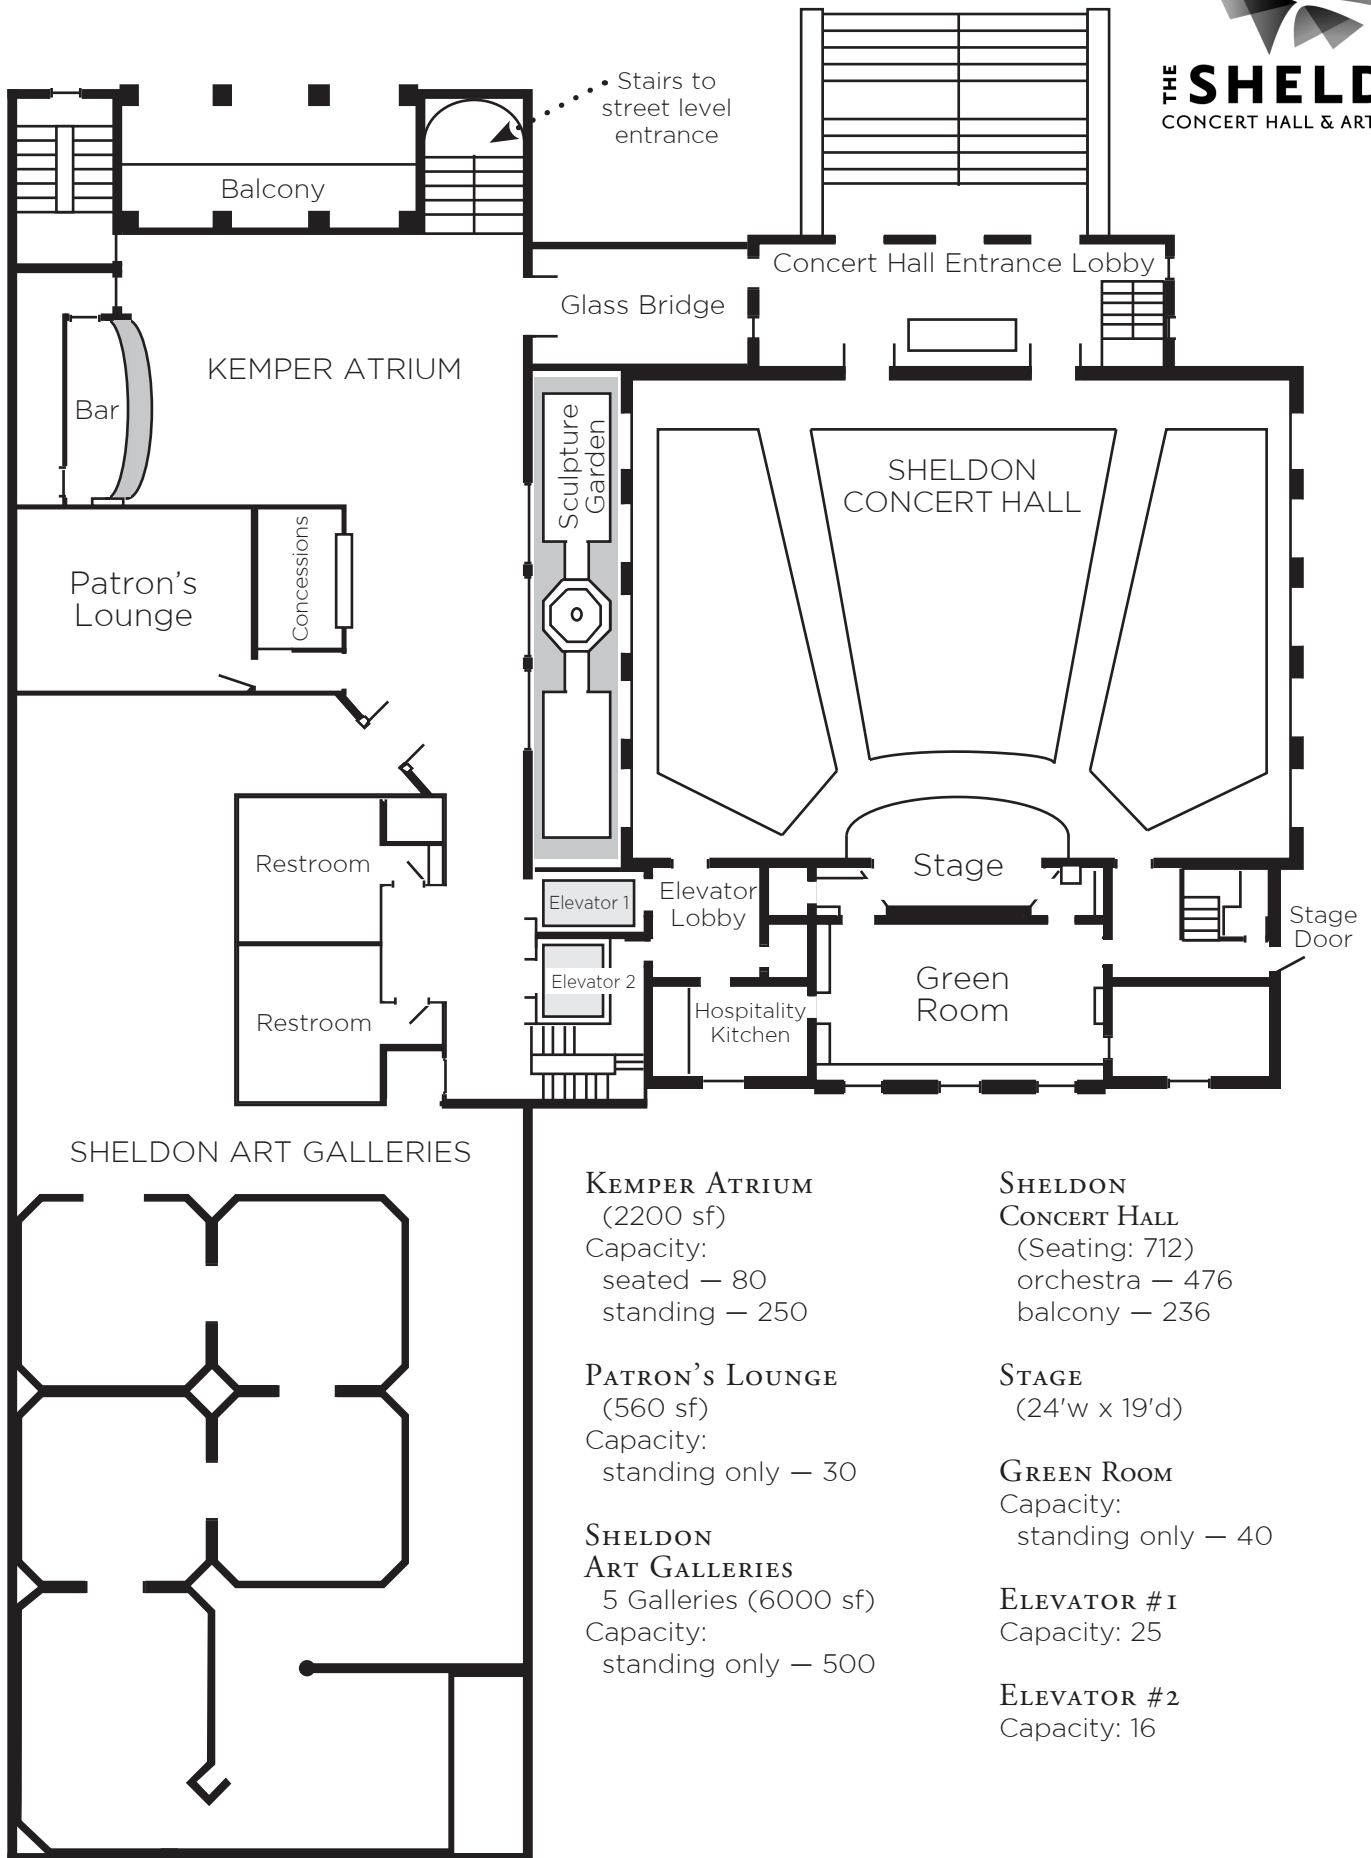 Stairs to
street level
entrance
THE
CONCERT HALL &
Balcony
Concert Hall Entrance Lobby
Glass Bridge
KEMPER ATRIUM
Bar
Sculpture
Garden
SHELDON
CONCERT HALL
Concessions
Patron's
Lounge
Restroom
Stage
Elevator 1
Elevator
Lobby
Stage
Door
Elevator 2
Green
Room
Hospitality
Kitchen
Restroom
SHELDON ART GALLERIES
KEMPER ATRIUM
(2200 sf)
Capacity:
seated — 80
standing — 250
PATRON'S LOUNGE
(560 sf)
Capacity:
standing only — 30
SHELDON
ART GALLERIES
5 Galleries (6000 sf)
Capacity:
standing only — 500
SHELDON
CONCERT HALL
(Seating: 712)
orchestra — 476
balcony — 236
STAGE
(24'w x 19'd)
GREEN ROOM
Capacity:
standing only — 40
ELEVATOR #1
Capacity: 25
ELEVATOR #2
Capacity: 16